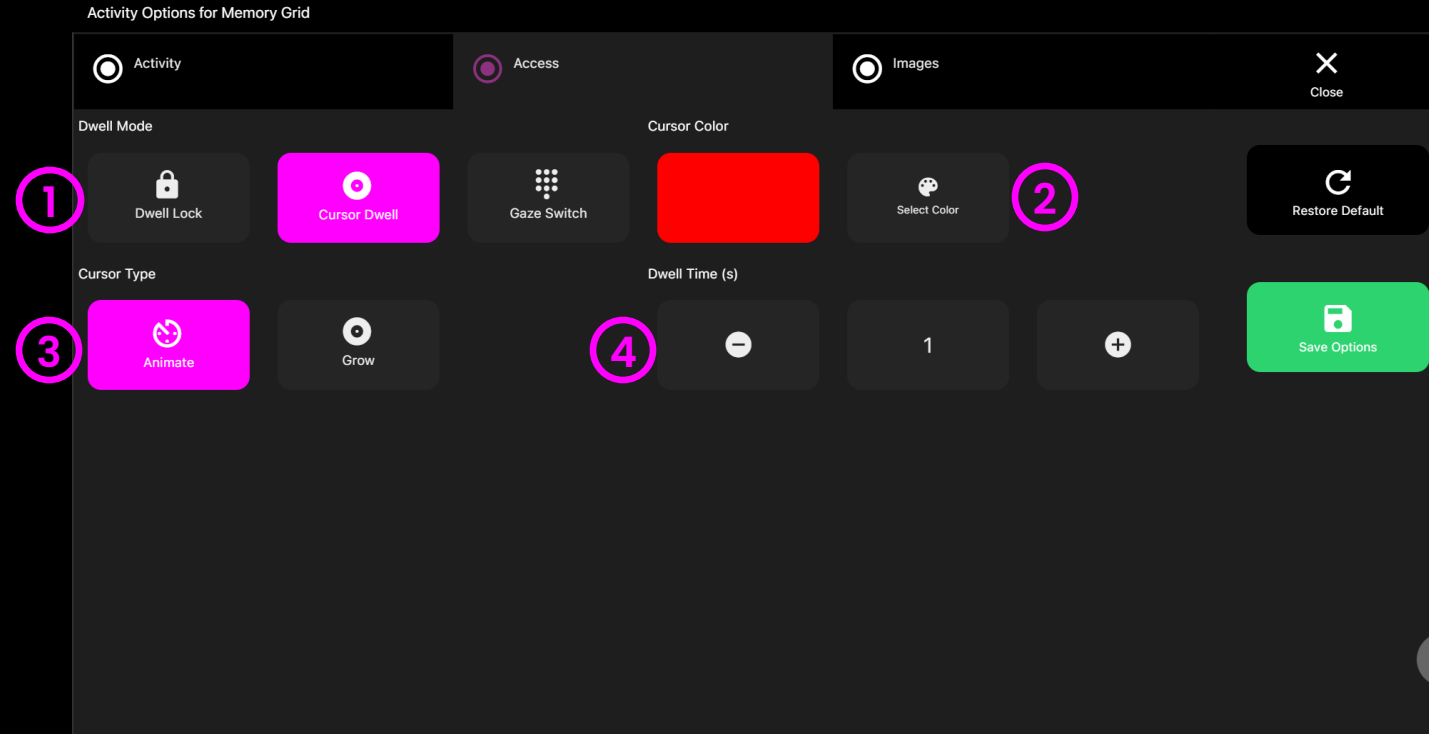 Activity Options for Memory Grid
Activity
Access
Images
Close
Dwell Mode
Cursor Color
1
Dwell Lock
Cursor Dwell
Gaze Switch
Select Color
2
Restore Default
Cursor Type
Dwell Time (s)
3
Animate
Grow
4
1
Save Options